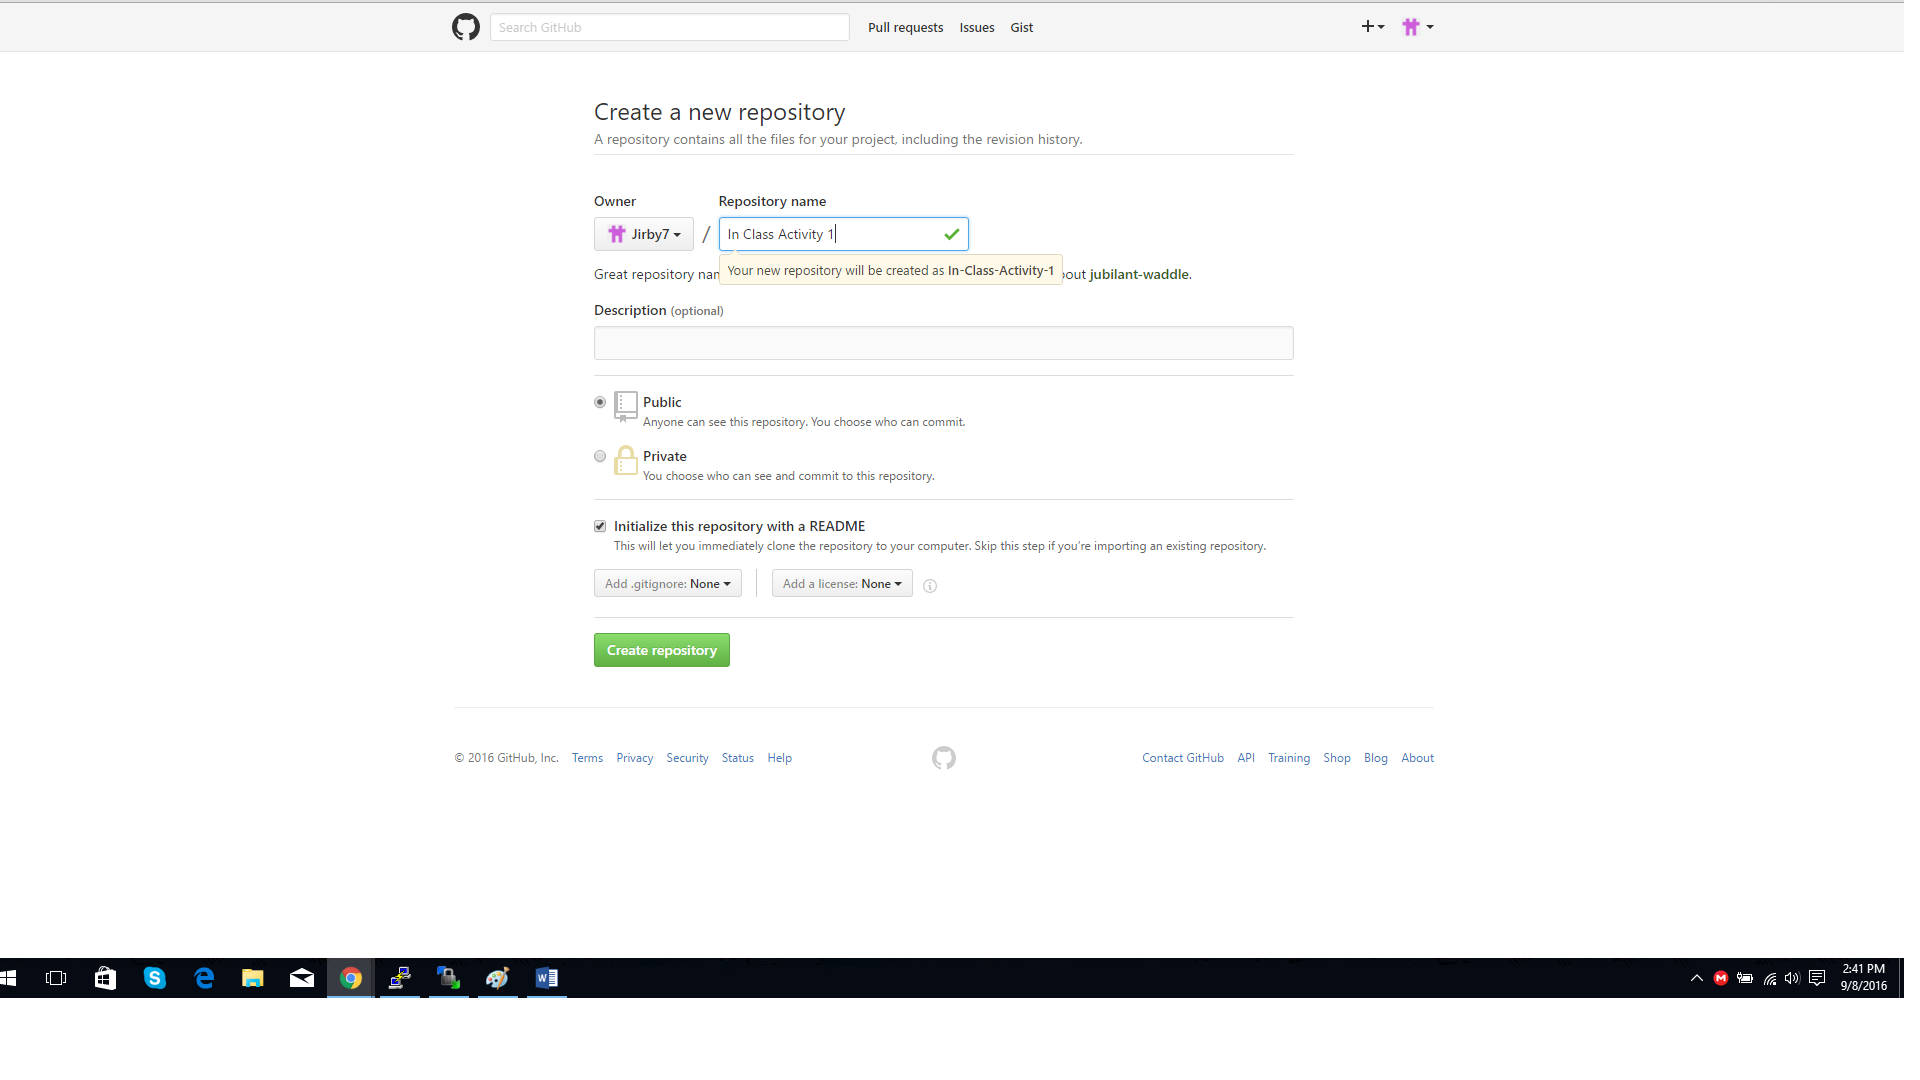 Search GitHub
Pull requests Issues Gist
Create a new repository
A repository contains all the files for your project, including the revision history.
Owner Repository name
Jirby7 / In Class Activity 1
Your new repository will be created as In-Class-Activity-1
Great repository jubilant-waddle.
Description (optional)
Public
Anyone can see this repository. You choose who can commit.
Private
You choose who can see and commit to this repository.
Initialize this repository with a README
This will let you immediately clone the repository to your computer. Skip this step if you're importing an existing repository.
Add .gitignore: None Add a license: None
Create repository
© 2016 GitHub, Inc. Terms Privacy Security Status Help Contact GitHub API Training Shop Blog About
2:41 PM
9/8/2016